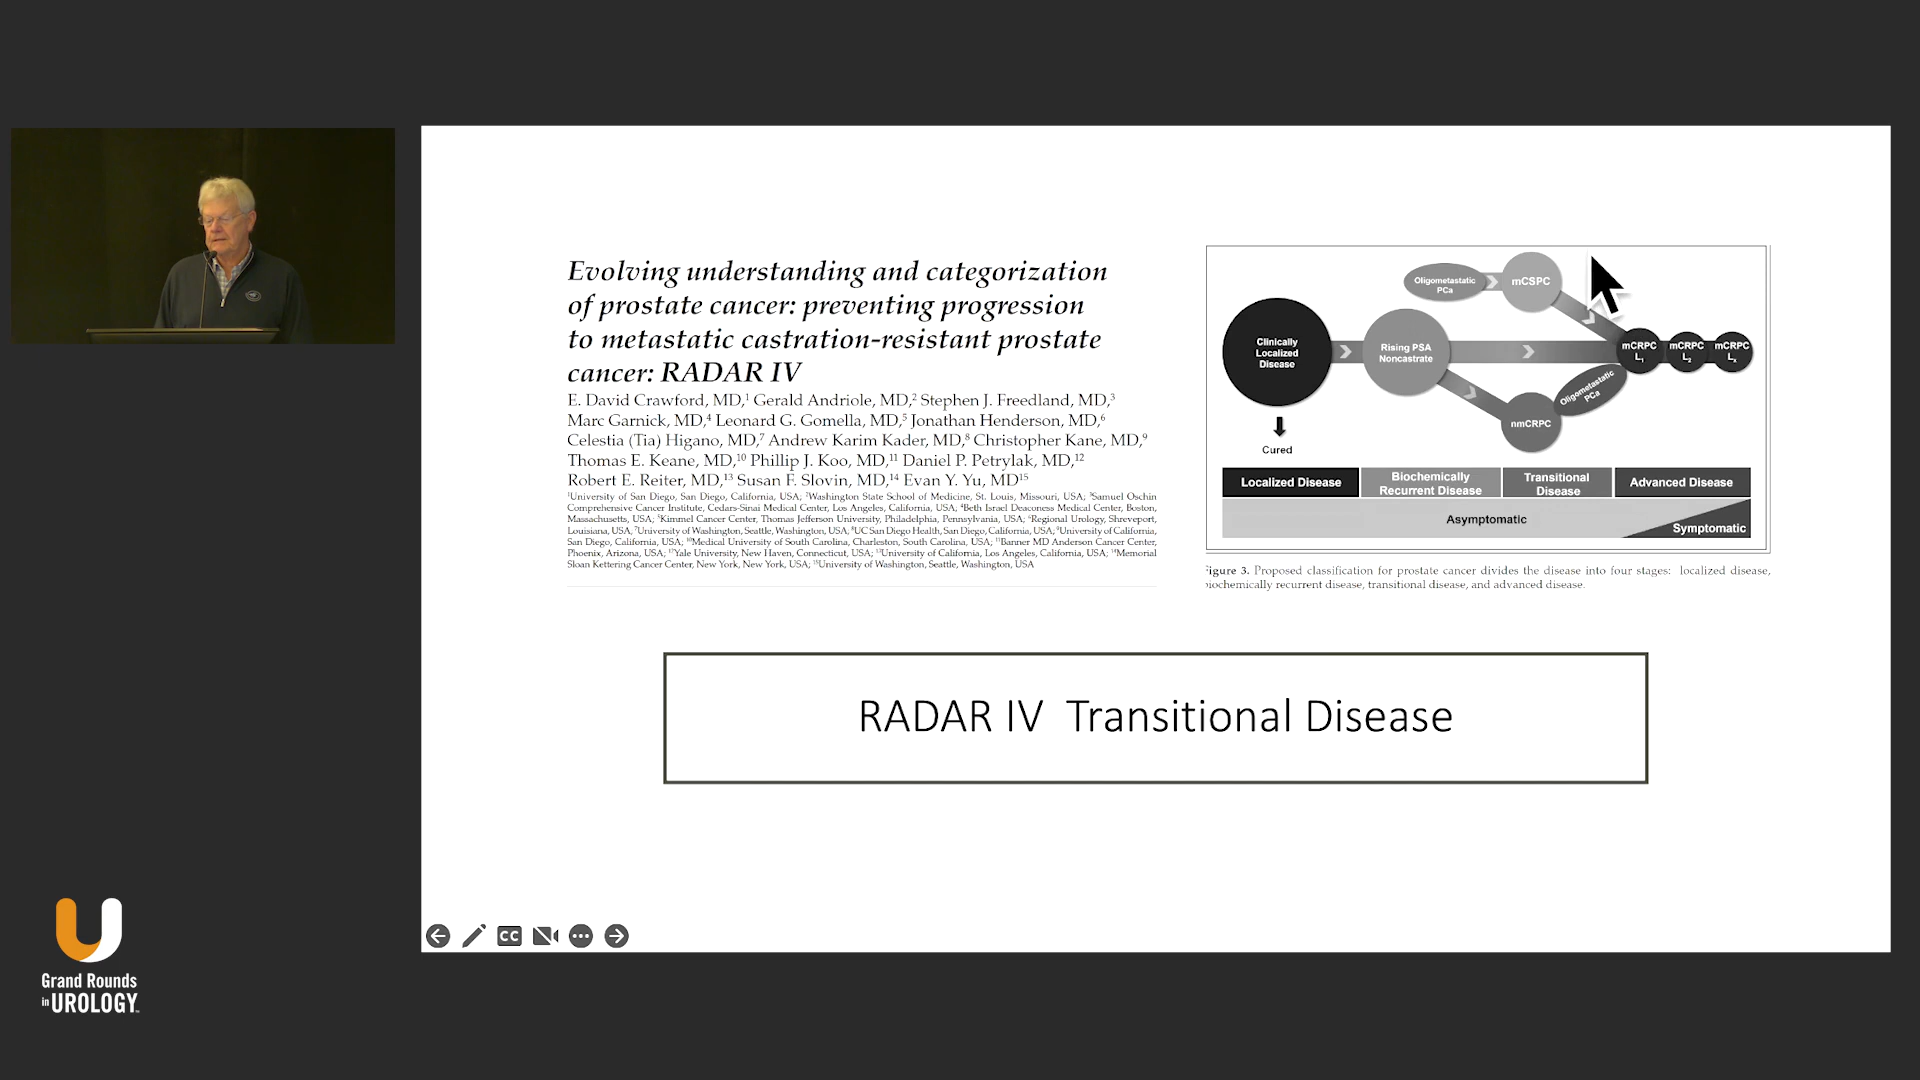 Evolving understanding and categorization
of prostate cancer: preventing progression
to metastatic castration-resistant prostate
cancer: RADAR IV
E. David Crawford, MD,¹ Gerald Andriole, MD,² Stephen J. Freedland, MD,³
Marc Garnick, MD,⁴ Leonard G. Gomella, MD,⁵ Jonathan Henderson, MD,⁶
Celestia (Tia) Higano, MD,⁷ Andrew Karim Kader, MD,⁸ Christopher Kane, MD,⁹
Thomas E. Keane, MD,¹⁰ Phillip J. Koo, MD,¹¹ Daniel P. Petrylak, MD,¹²
Robert E. Reiter, MD,¹³ Susan F. Slovin, MD,¹⁴ Evan Y. Yu, MD¹⁵
¹University of San Diego, San Diego, California, USA; ²Washington State School of Medicine, St. Louis, Missouri, USA; ³Samuel Oschin
Comprehensive Cancer Institute, Cedars-Sinai Medical Center, Los Angeles, California, USA; ⁴Beth Israel Deaconess Medical Center, Boston,
Massachusetts, USA; ⁵Kimmel Cancer Center, Thomas Jefferson University, Philadelphia, Pennsylvania, USA; ⁶Regional Urology, Shreveport,
Louisiana, USA, ⁷University of Washington, Seattle, Washington, USA, ⁸UC San Diego Health, San Diego, California, USA; ⁹University of California,
San Diego, California, USA; ¹⁰Medical University of South Carolina, Charleston, South Carolina, USA; ¹¹Banner MD Anderson Cancer Center,
Phoenix, Arizona, USA; ¹²Yale University, New Haven, Connecticut, USA; ¹³University of California, Los Angeles, California, USA; ¹⁴Memorial
Sloan Kettering Cancer Center, New York, New York, USA; ¹⁵University of Washington, Seattle, Washington, USA
Oligometastatic
PCa
mCSPC
Clinically
Localized
Disease
Rising PSA
Noncastrate
mCRPC
L₁
mCRPC
L₂
mCRPC
Lₓ
Oligometastatic
PCa
nmCRPC
Cured
Localized Disease
Biochemically
Recurrent Disease
Transitional
Disease
Advanced Disease
Asymptomatic
Symptomatic
igure 3. Proposed classification for prostate cancer divides the disease into four stages: localized disease,
iochemically recurrent disease, transitional disease, and advanced disease.
RADAR IV Transitional Disease
CC
Grand Rounds
in UROLOGY